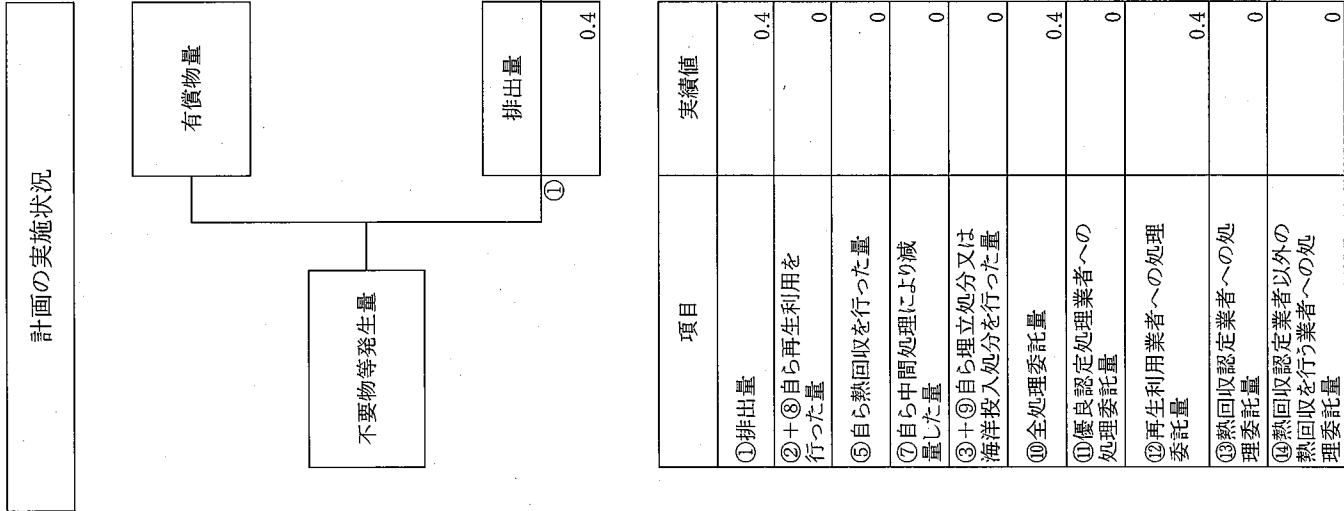 計画の実施状況
有償物量
不要物等発生量
①
排出量
0.4
項目
実績値
①排出量
0.4
②+⑧自ら再生利用を
行った量
0
⑤自ら熱回収を行った量
0
⑦自ら中間処理により減
量した量
0
③+⑨自ら埋立処分又は
海洋投入処分を行った量
0
⑩全処理委託量
0.4
⑪優良認定処理業者への
処理委託量
0
⑫再生利用業者への処理
委託量
0.4
⑬熱回収認定業者への処
理委託量
0
⑭熱回収認定業者以外の
熱回収を行う業者への処
理委託量
0